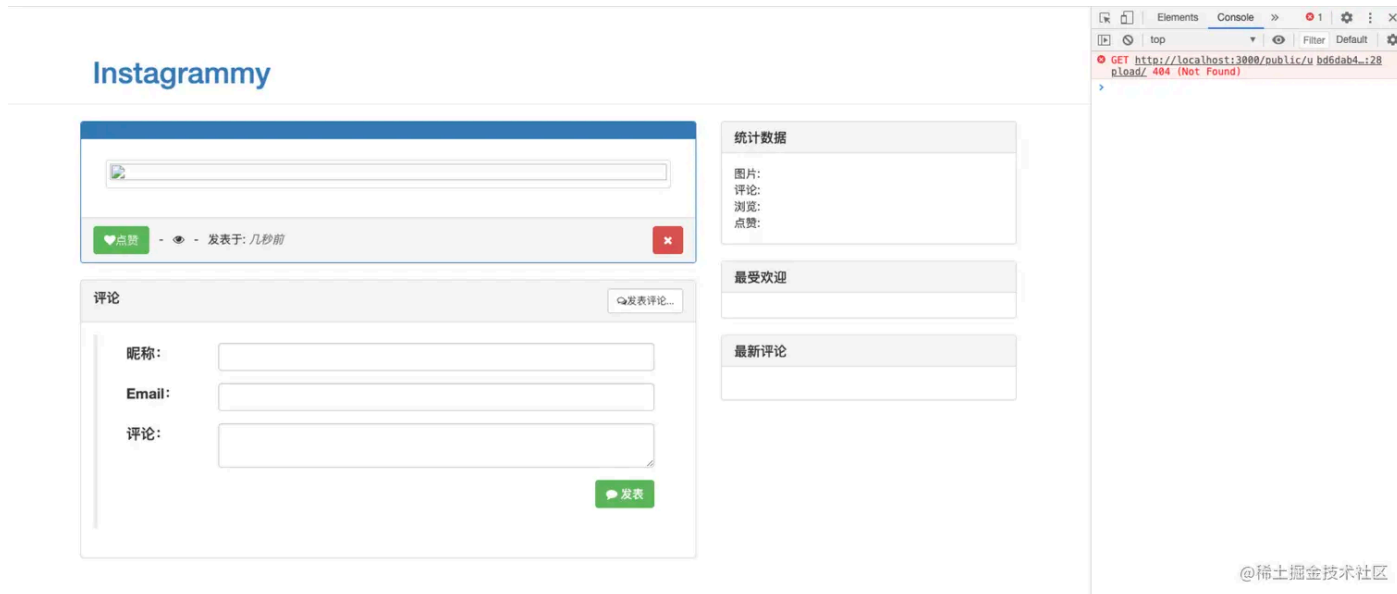 Elements Console » 1
top Filter Default
GET http://localhost:3000/public/u bd6dab4…:28
pload/ 404 (Not Found)
Instagrammy
点赞 - - 发表于: 几秒前
评论 发表评论...
昵称：
Email：
评论：
发表
统计数据
图片:
评论:
浏览:
点赞:
最受欢迎
最新评论
@稀土掘金技术社区